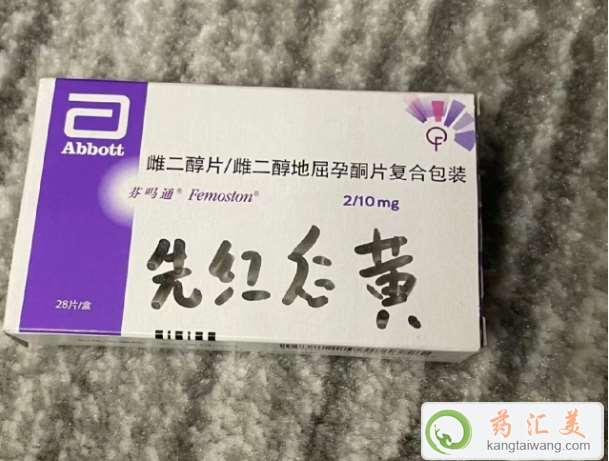 Abbott
雌二醇片/雌二醇地屈孕酮片复合包装
芬吗通® Femoston®
2/10 mg
先红后黄
28片/盒
药汇美
kangtaiwang.com